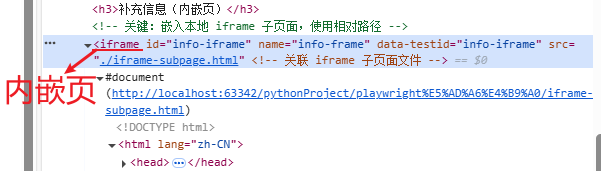 <h3>补充信息（内嵌页）</h3>
<!-- 关键：嵌入本地 iframe 子页面，使用相对路径 -->
··· ▼<iframe id="info-iframe" name="info-frame" data-testid="info-iframe" src=
"./iframe-subpage.html" <!-- 关联 iframe 子页面文件 --> == $0
内嵌页
▼#document
(http://localhost:63342/pythonProject/playwright%E5%AD%A6%E4%B9%A0/iframe-
subpage.html)
<!DOCTYPE html>
▼<html lang="zh-CN">
▶<head>···</head>